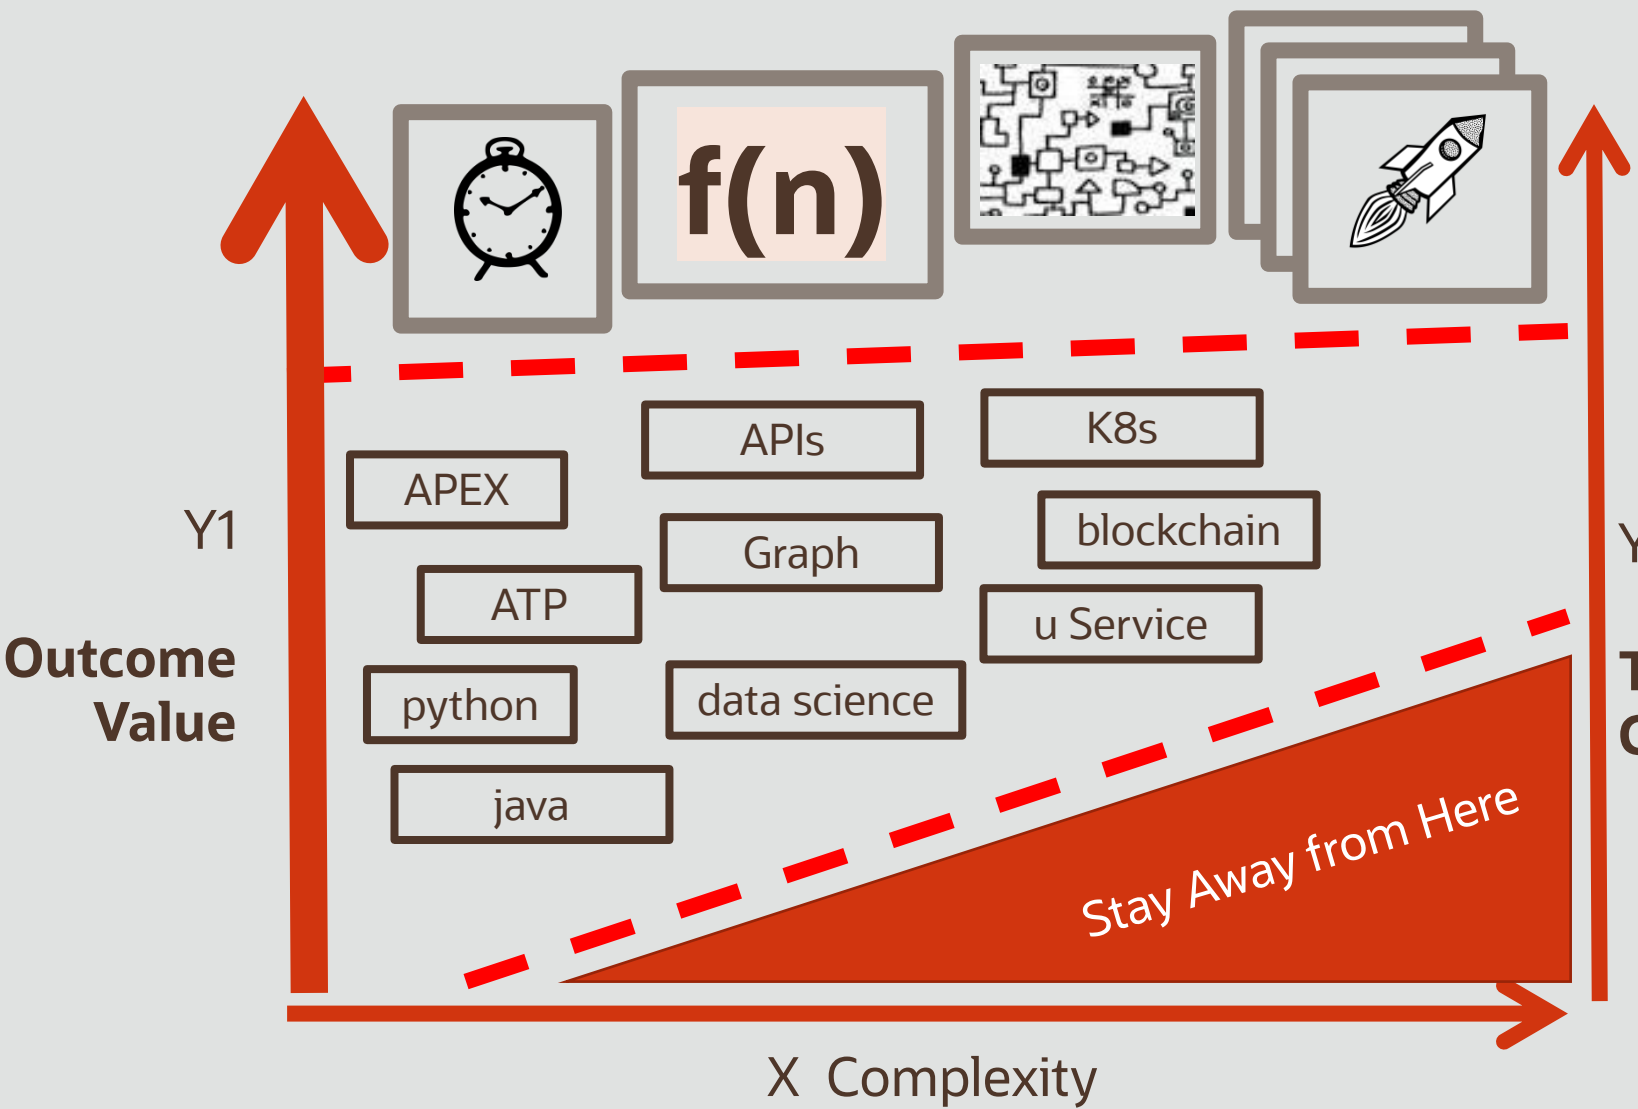 f(n)
APEX
APIs
K8s
Graph
blockchain
ATP
u Service
python
data science
java
Y1
Outcome
Value
Y
T
Stay Away from Here
X Complexity